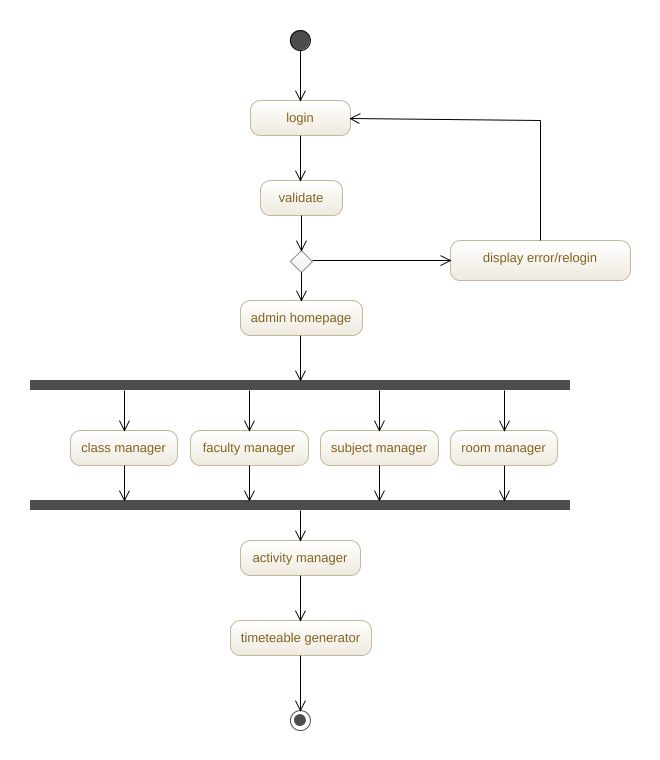 login
validate
display error/relogin
admin homepage
class manager
faculty manager
subject manager
room manager
activity manager
timeteable generator